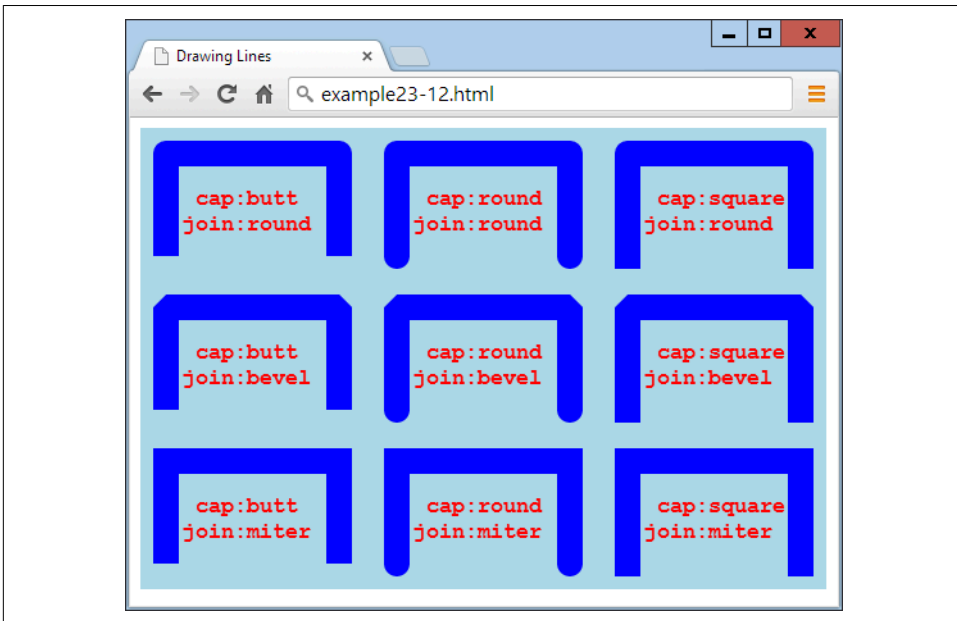 Drawing Lines
example23-12.html
cap:butt
join:round
cap:round
join:round
cap:square
join:round
cap:butt
join:bevel
cap:round
join:bevel
cap:square
join:bevel
cap:butt
join:miter
cap:round
join:miter
cap:square
join:miter